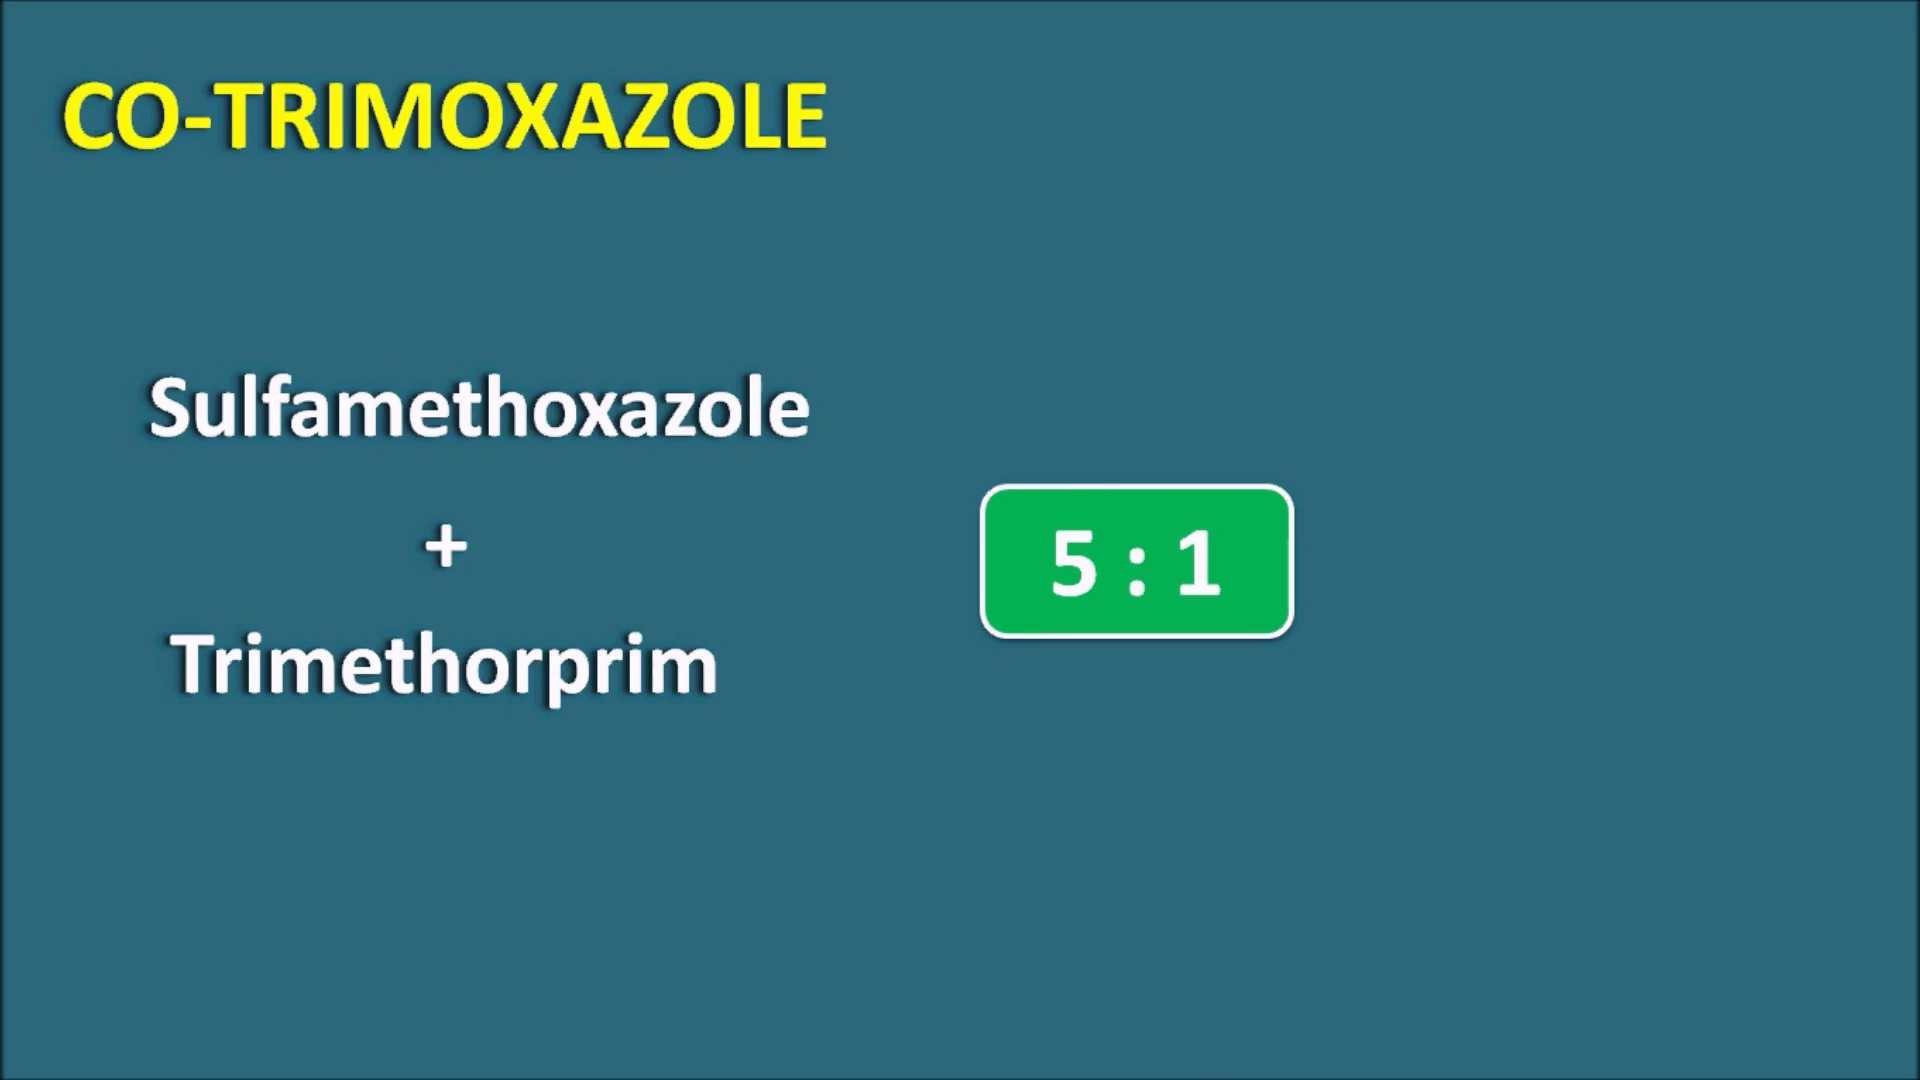 CO-TRIMOXAZOLE
Sulfamethoxazole
+
5 : 1
Trimethorprim